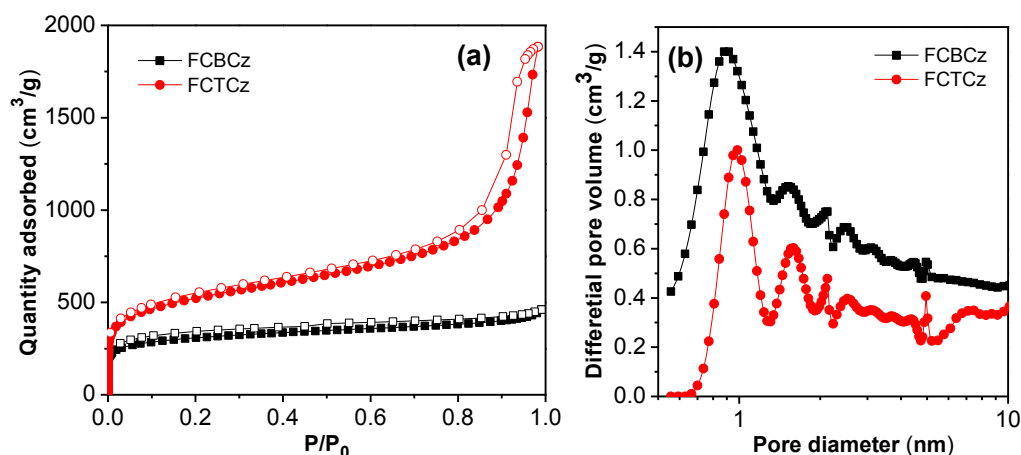 (a)
FCBCz
FCTCz
Quantity adsorbed (cm³/g)
2000
1500
1000
500
0
0.0 0.2 0.4 0.6 0.8 1.0
P/P₀
(b)
FCBCz
FCTCz
Differetial pore volume (cm³/g)
1.4
1.2
1.0
0.8
0.6
0.4
0.2
0.0
1 10
Pore diameter (nm)